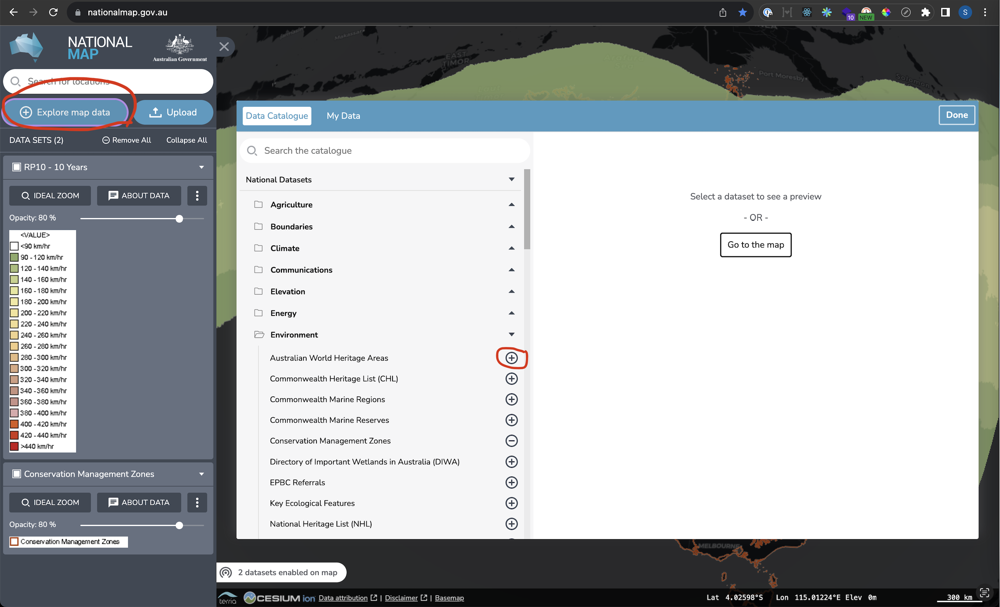 nationalmap.gov.au
10
NEW
S
NATIONAL
MAP
Australian Government
Search for locations
Explore map data
Upload
DATA SETS (2)
Remove All
Collapse All
RP10 - 10 Years
IDEAL ZOOM
ABOUT DATA
Opacity: 80 %
<VALUE>
<90 km/hr
90 - 120 km/hr
120 - 140 km/hr
140 - 160 km/hr
160 - 180 km/hr
180 - 200 km/hr
200 - 220 km/hr
220 - 240 km/hr
240 - 260 km/hr
260 - 280 km/hr
280 - 300 km/hr
300 - 320 km/hr
320 - 340 km/hr
340 - 360 km/hr
360 - 380 km/hr
380 - 400 km/hr
400 - 420 km/hr
420 - 440 km/hr
>440 km/hr
Conservation Management Zones
IDEAL ZOOM
ABOUT DATA
Opacity: 80 %
Conservation Management Zones
Makassar
EAST
TIMOR
Arafura
Sea
Laut
Timor
Port Moresby
Solomon
Data Catalogue
My Data
Done
Search the catalogue
National Datasets
Agriculture
Boundaries
Climate
Communications
Elevation
Energy
Environment
Australian World Heritage Areas
Commonwealth Heritage List (CHL)
Commonwealth Marine Regions
Commonwealth Marine Reserves
Conservation Management Zones
Directory of Important Wetlands in Australia (DIWA)
EPBC Referrals
Key Ecological Features
National Heritage List (NHL)
Select a dataset to see a preview
- OR -
Go to the map
MELBOURNE
2 datasets enabled on map
terria
CESIUM ion
Data attribution | Disclaimer | Basemap
Lat 4.02598°S Lon 115.01224°E Elev 0m
300 km